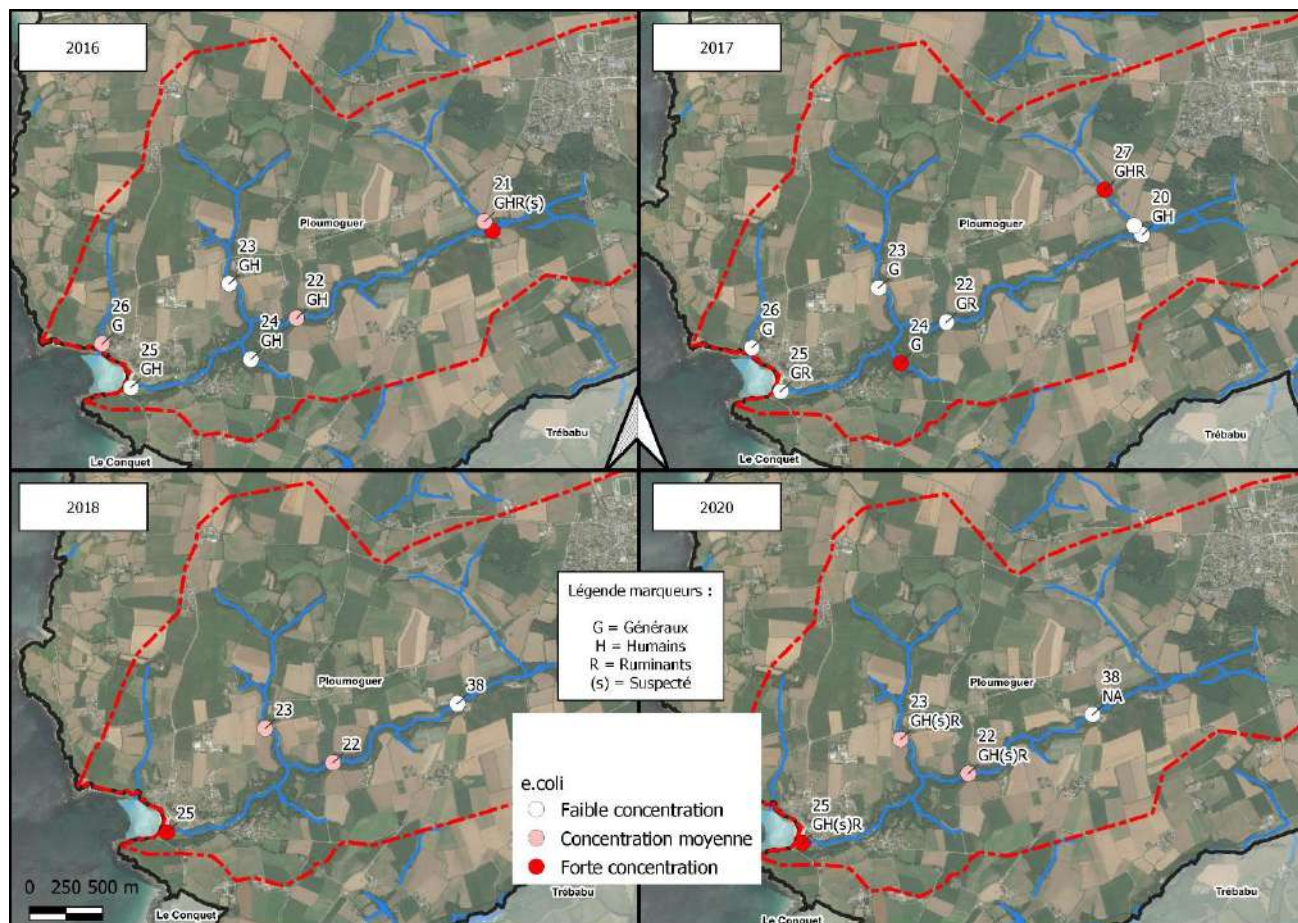 2016
21
GHR(s)
Ploumoguer
23
GH
22
GH
24
GH
26
G
25
GH
Trébabu
Le Conquet
2017
27
GHR
20
GH
Ploumoguer
23
G
22
GR
24
G
26
G
25
GR
Trébabu
Le Conquet
2018
Ploumoguer
38
23
22
25
0 250 500 m
Le Conquet
Légende marqueurs :
G = Généraux
H = Humains
R = Ruminants
(s) = Suspecté
e.coli
Faible concentration
Concentration moyenne
Forte concentration
2020
Ploumoguer
38
NA
23
GH(s)R
22
GH(s)R
25
GH(s)R
Trébabu
Le Conquet